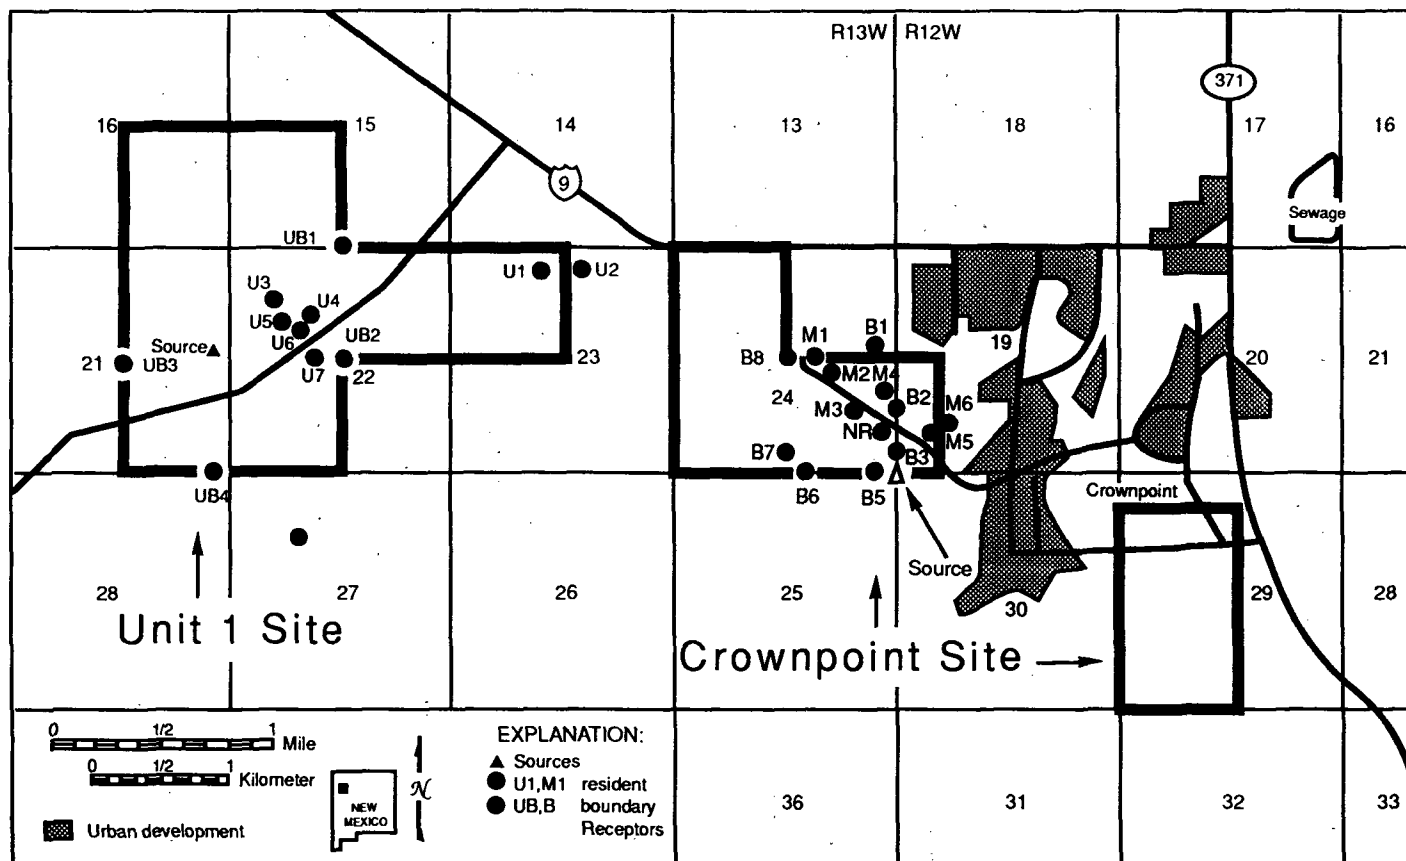 R13W R12W
371
16 15 14 13 18 17 16
9
Sewage
UB1
U1 U2
U3
U4
U5
U6
UB2
Source
21 UB3
U7 22
23
B8 M1 B1
M2 M4
19
20 21
24
B2 M6
M3
NR M5
B7 B3
UB4
B6 B5
Crownpoint
Source
28 27 26 25 30 29 28
Unit 1 Site
Crownpoint Site
0 1/2 1
Mile
0 1/2 1
Kilometer
Urban development
NEW
MEXICO
N
EXPLANATION:
Sources
U1,M1 resident
UB,B boundary
Receptors
36 31 32 33